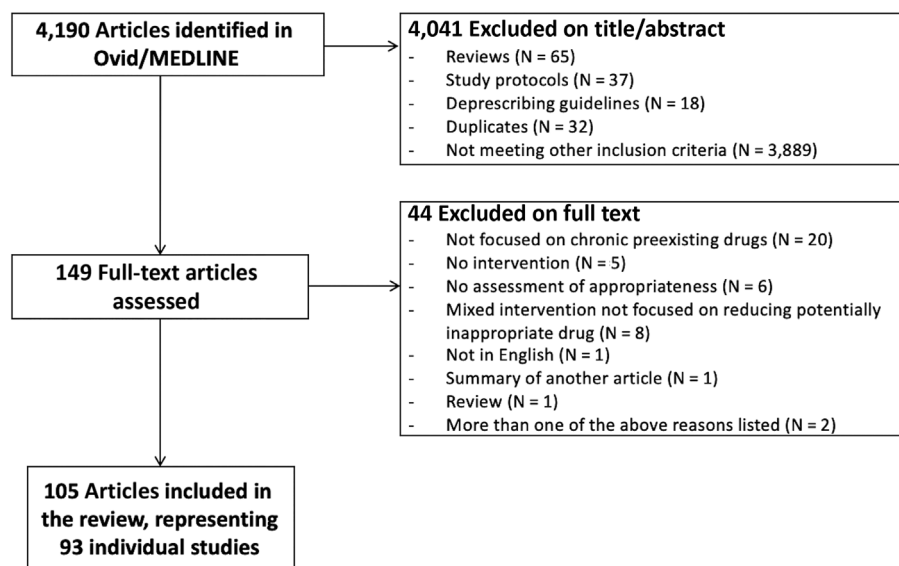 4,190 Articles identified in
Ovid/MEDLINE
4,041 Excluded on title/abstract
- Reviews (N = 65)
- Study protocols (N = 37)
- Deprescribing guidelines (N = 18)
- Duplicates (N = 32)
- Not meeting other inclusion criteria (N = 3,889)
149 Full-text articles
assessed
44 Excluded on full text
- Not focused on chronic preexisting drugs (N = 20)
- No intervention (N = 5)
- No assessment of appropriateness (N = 6)
- Mixed intervention not focused on reducing potentially
inappropriate drug (N = 8)
- Not in English (N = 1)
- Summary of another article (N = 1)
- Review (N = 1)
- More than one of the above reasons listed (N = 2)
105 Articles included in
the review, representing
93 individual studies